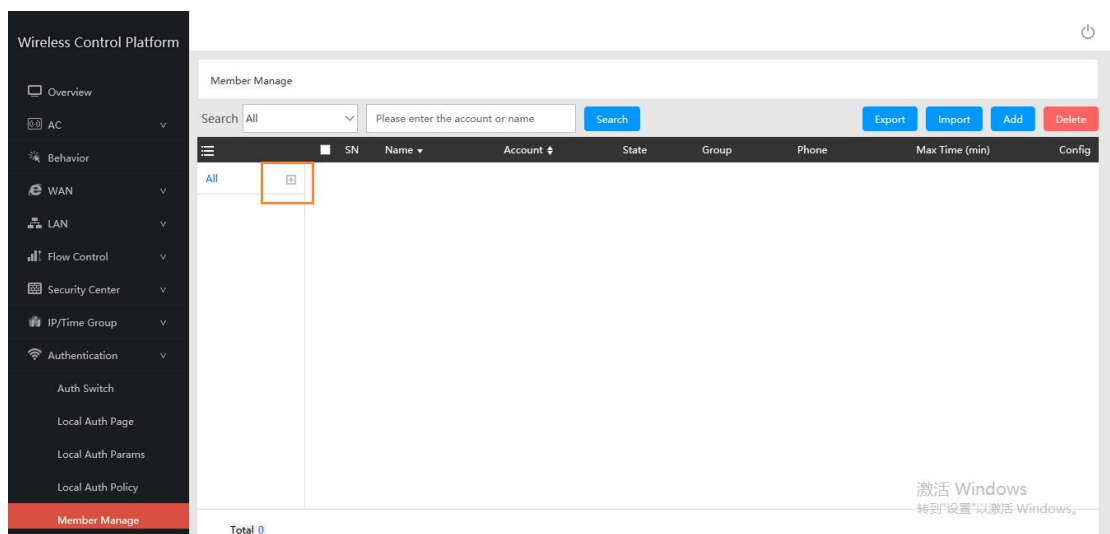 Wireless Control Platform
Overview
AC
Behavior
WAN
LAN
Flow Control
Security Center
IP/Time Group
Authentication
Auth Switch
Local Auth Page
Local Auth Params
Local Auth Policy
Member Manage
Member Manage
Search All Please enter the account or name Search Export Import Add Delete
SN Name Account State Group Phone Max Time (min) Config
All
激活 Windows
转到"设置"以激活 Windows。
Total 0